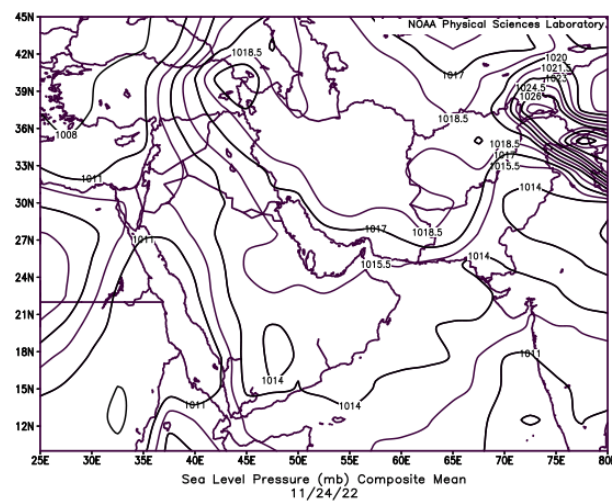 NOAA Physical Sciences Laboratory
45N
42N
39N
36N
33N
30N
27N
24N
21N
18N
15N
12N
1018.5
1017
1020
1021.5
1023
1024.5
1026
1008
1018.5
1018.5
1017
1015.5
1011
1014
1011
1017
1018.5
1015.5
1014
1014
1014
1011
1011
25E 30E 35E 40E 45E 50E 55E 60E 65E 70E 75E 80E
Sea Level Pressure (mb) Composite Mean
11/24/22